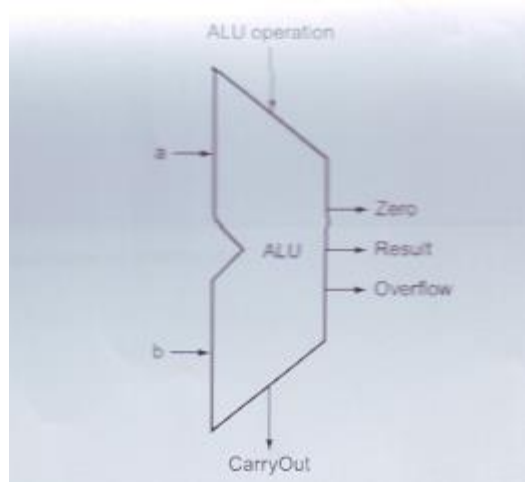 ALU operation
a
Zero
ALU
Result
Overflow
b
CarryOut